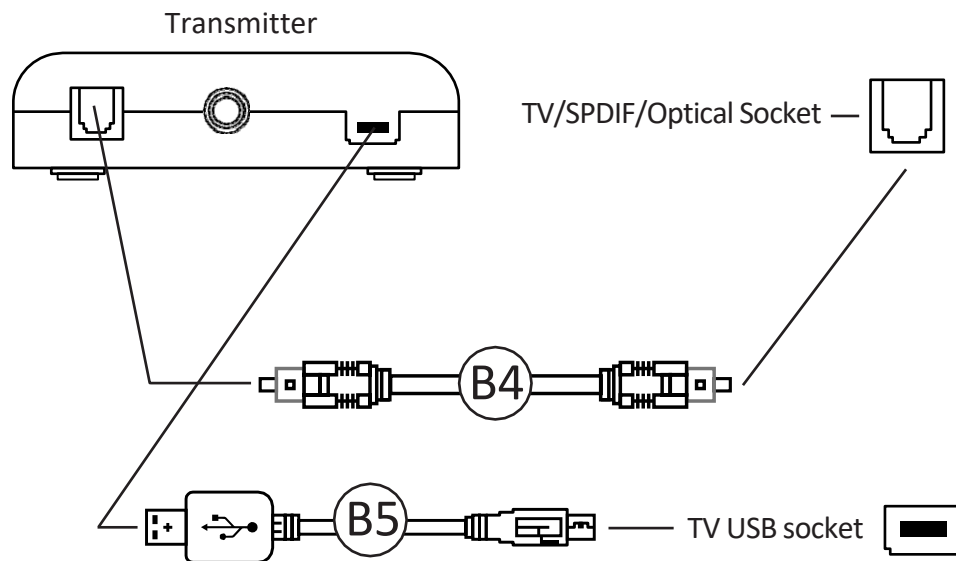 Transmitter
TV/SPDIF/Optical Socket
B4
B5
TV USB socket